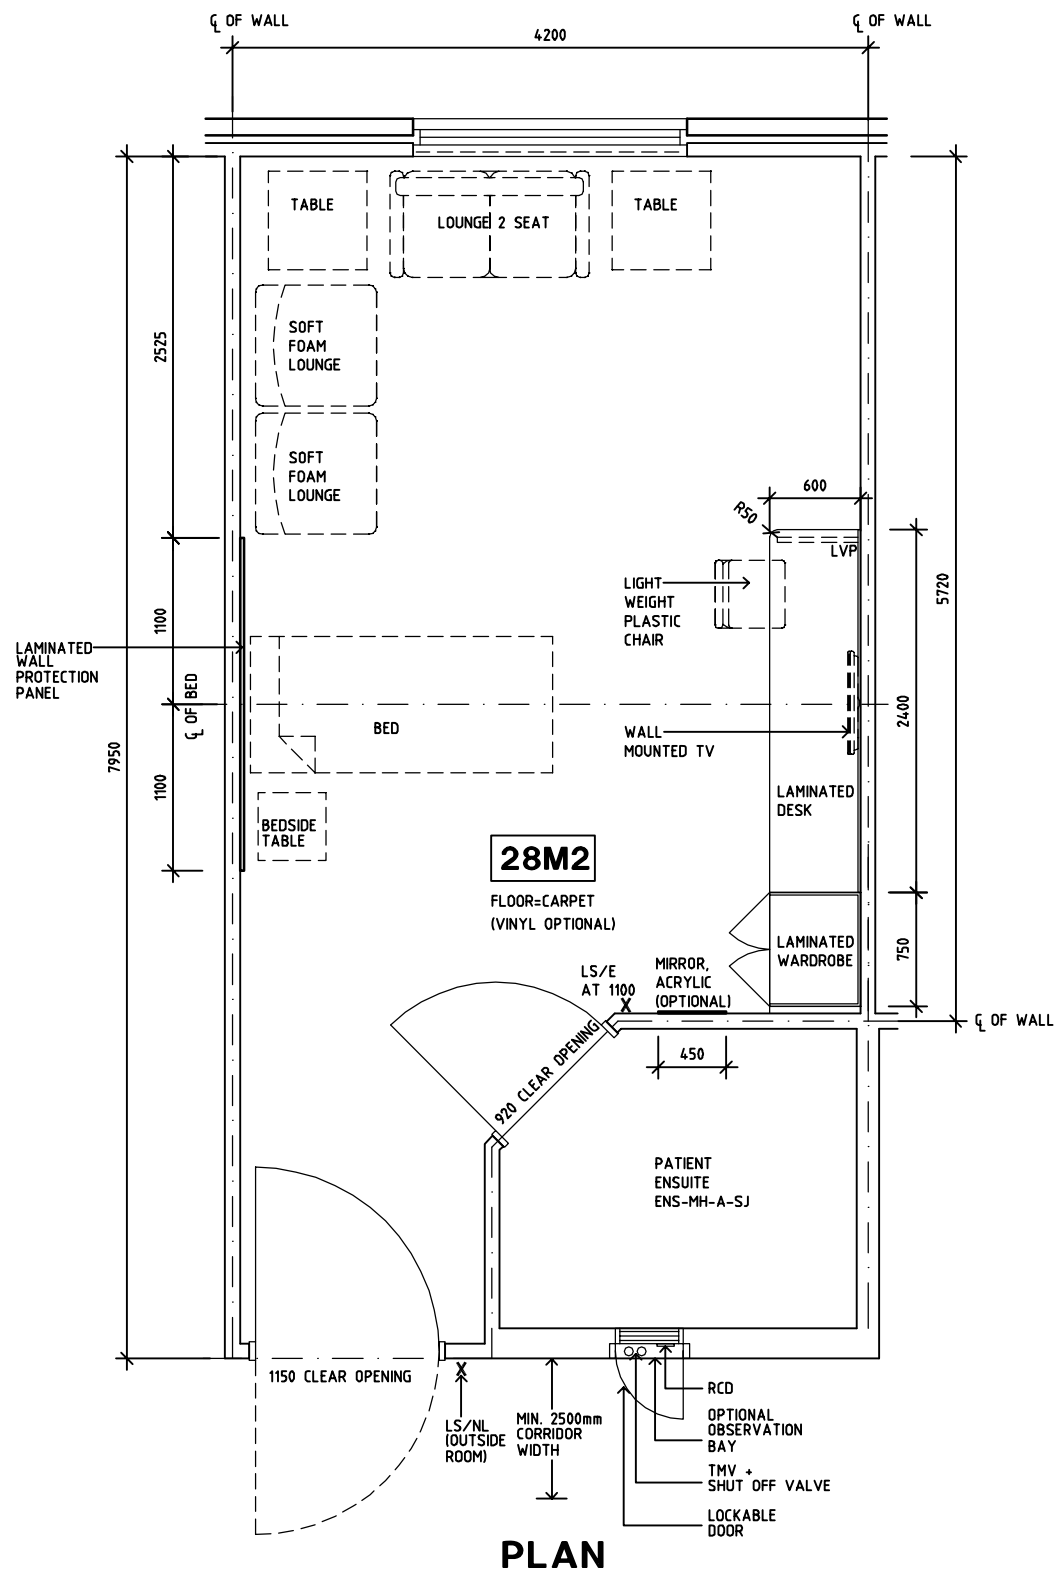 ℄ OF WALL
℄ OF WALL
4200
TABLE
LOUNGE 2 SEAT
TABLE
2525
SOFT
FOAM
LOUNGE
SOFT
FOAM
LOUNGE
600
R50
LVP
5720
LIGHT
WEIGHT
PLASTIC
CHAIR
1100
LAMINATED
WALL
PROTECTION
PANEL
℄ OF BED
BED
2400
WALL
MOUNTED TV
7950
1100
LAMINATED
DESK
BEDSIDE
TABLE
28M2
FLOOR=CARPET
(VINYL OPTIONAL)
LAMINATED
WARDROBE
750
LS/E
AT 1100
X
MIRROR,
ACRYLIC
(OPTIONAL)
℄ OF WALL
450
920 CLEAR OPENING
PATIENT
ENSUITE
ENS-MH-A-SJ
1150 CLEAR OPENING
X
LS/NL
(OUTSIDE
ROOM)
MIN. 2500mm
CORRIDOR
WIDTH
RCD
OPTIONAL
OBSERVATION
BAY
TMV +
SHUT OFF VALVE
LOCKABLE
DOOR
PLAN